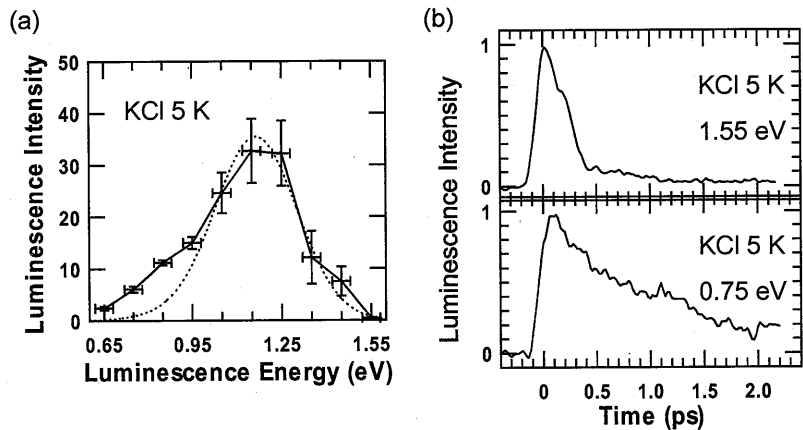 (a)
50
40
30
20
10
0
Luminescence Intensity
KCl 5 K
0.65 0.95 1.25 1.55
Luminescence Energy (eV)
(b)
Luminescence Intensity
1
0
KCl 5 K
1.55 eV
1
0
KCl 5 K
0.75 eV
0 0.5 1.0 1.5 2.0
Time (ps)